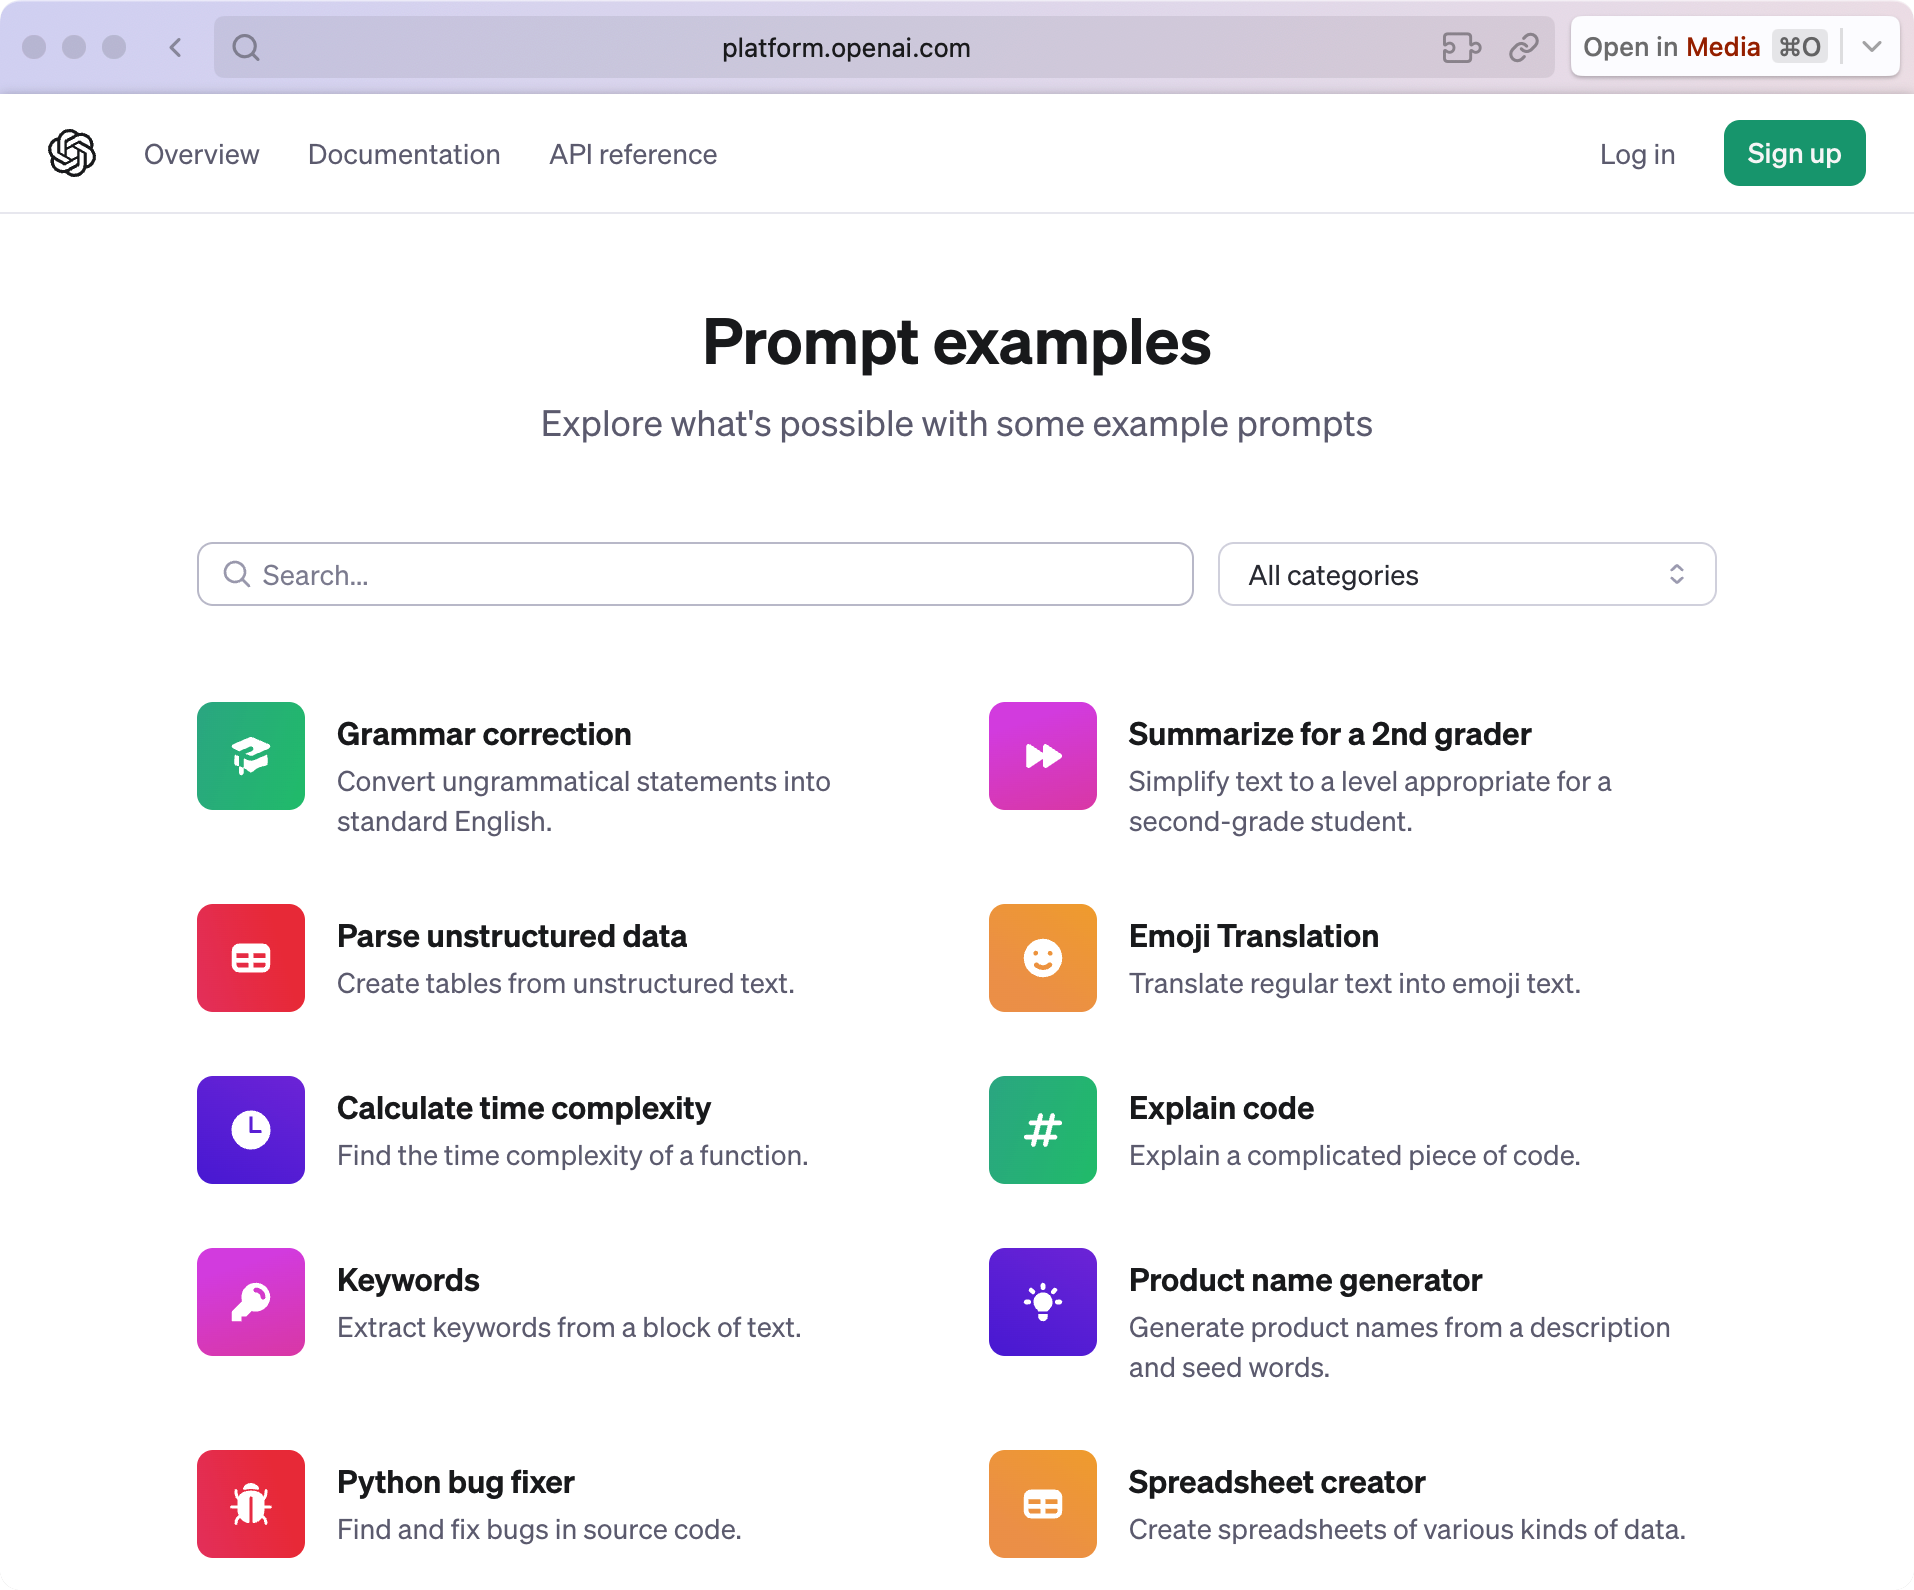 platform.openai.com
Open in Media ⌘O
Overview
Documentation
API reference
Log in
Sign up
Prompt examples
Explore what's possible with some example prompts
Search...
All categories
Grammar correction
Convert ungrammatical statements into
standard English.
Summarize for a 2nd grader
Simplify text to a level appropriate for a
second-grade student.
Parse unstructured data
Create tables from unstructured text.
Emoji Translation
Translate regular text into emoji text.
Calculate time complexity
Find the time complexity of a function.
Explain code
Explain a complicated piece of code.
Keywords
Extract keywords from a block of text.
Product name generator
Generate product names from a description
and seed words.
Python bug fixer
Find and fix bugs in source code.
Spreadsheet creator
Create spreadsheets of various kinds of data.